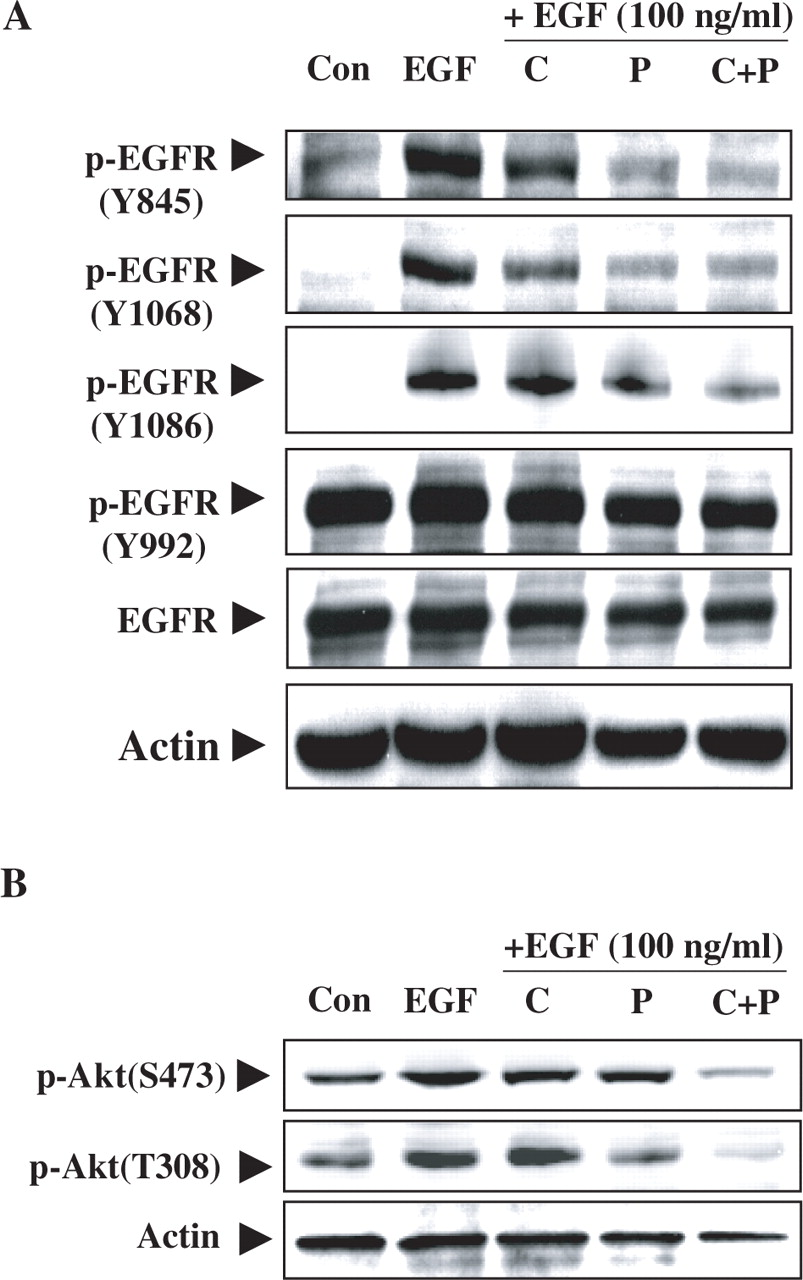 A
+ EGF (100 ng/ml)
Con EGF C P C+P
p-EGFR
(Y845)
p-EGFR
(Y1068)
p-EGFR
(Y1086)
p-EGFR
(Y992)
EGFR
Actin
B
+EGF (100 ng/ml)
Con EGF C P C+P
p-Akt(S473)
p-Akt(T308)
Actin